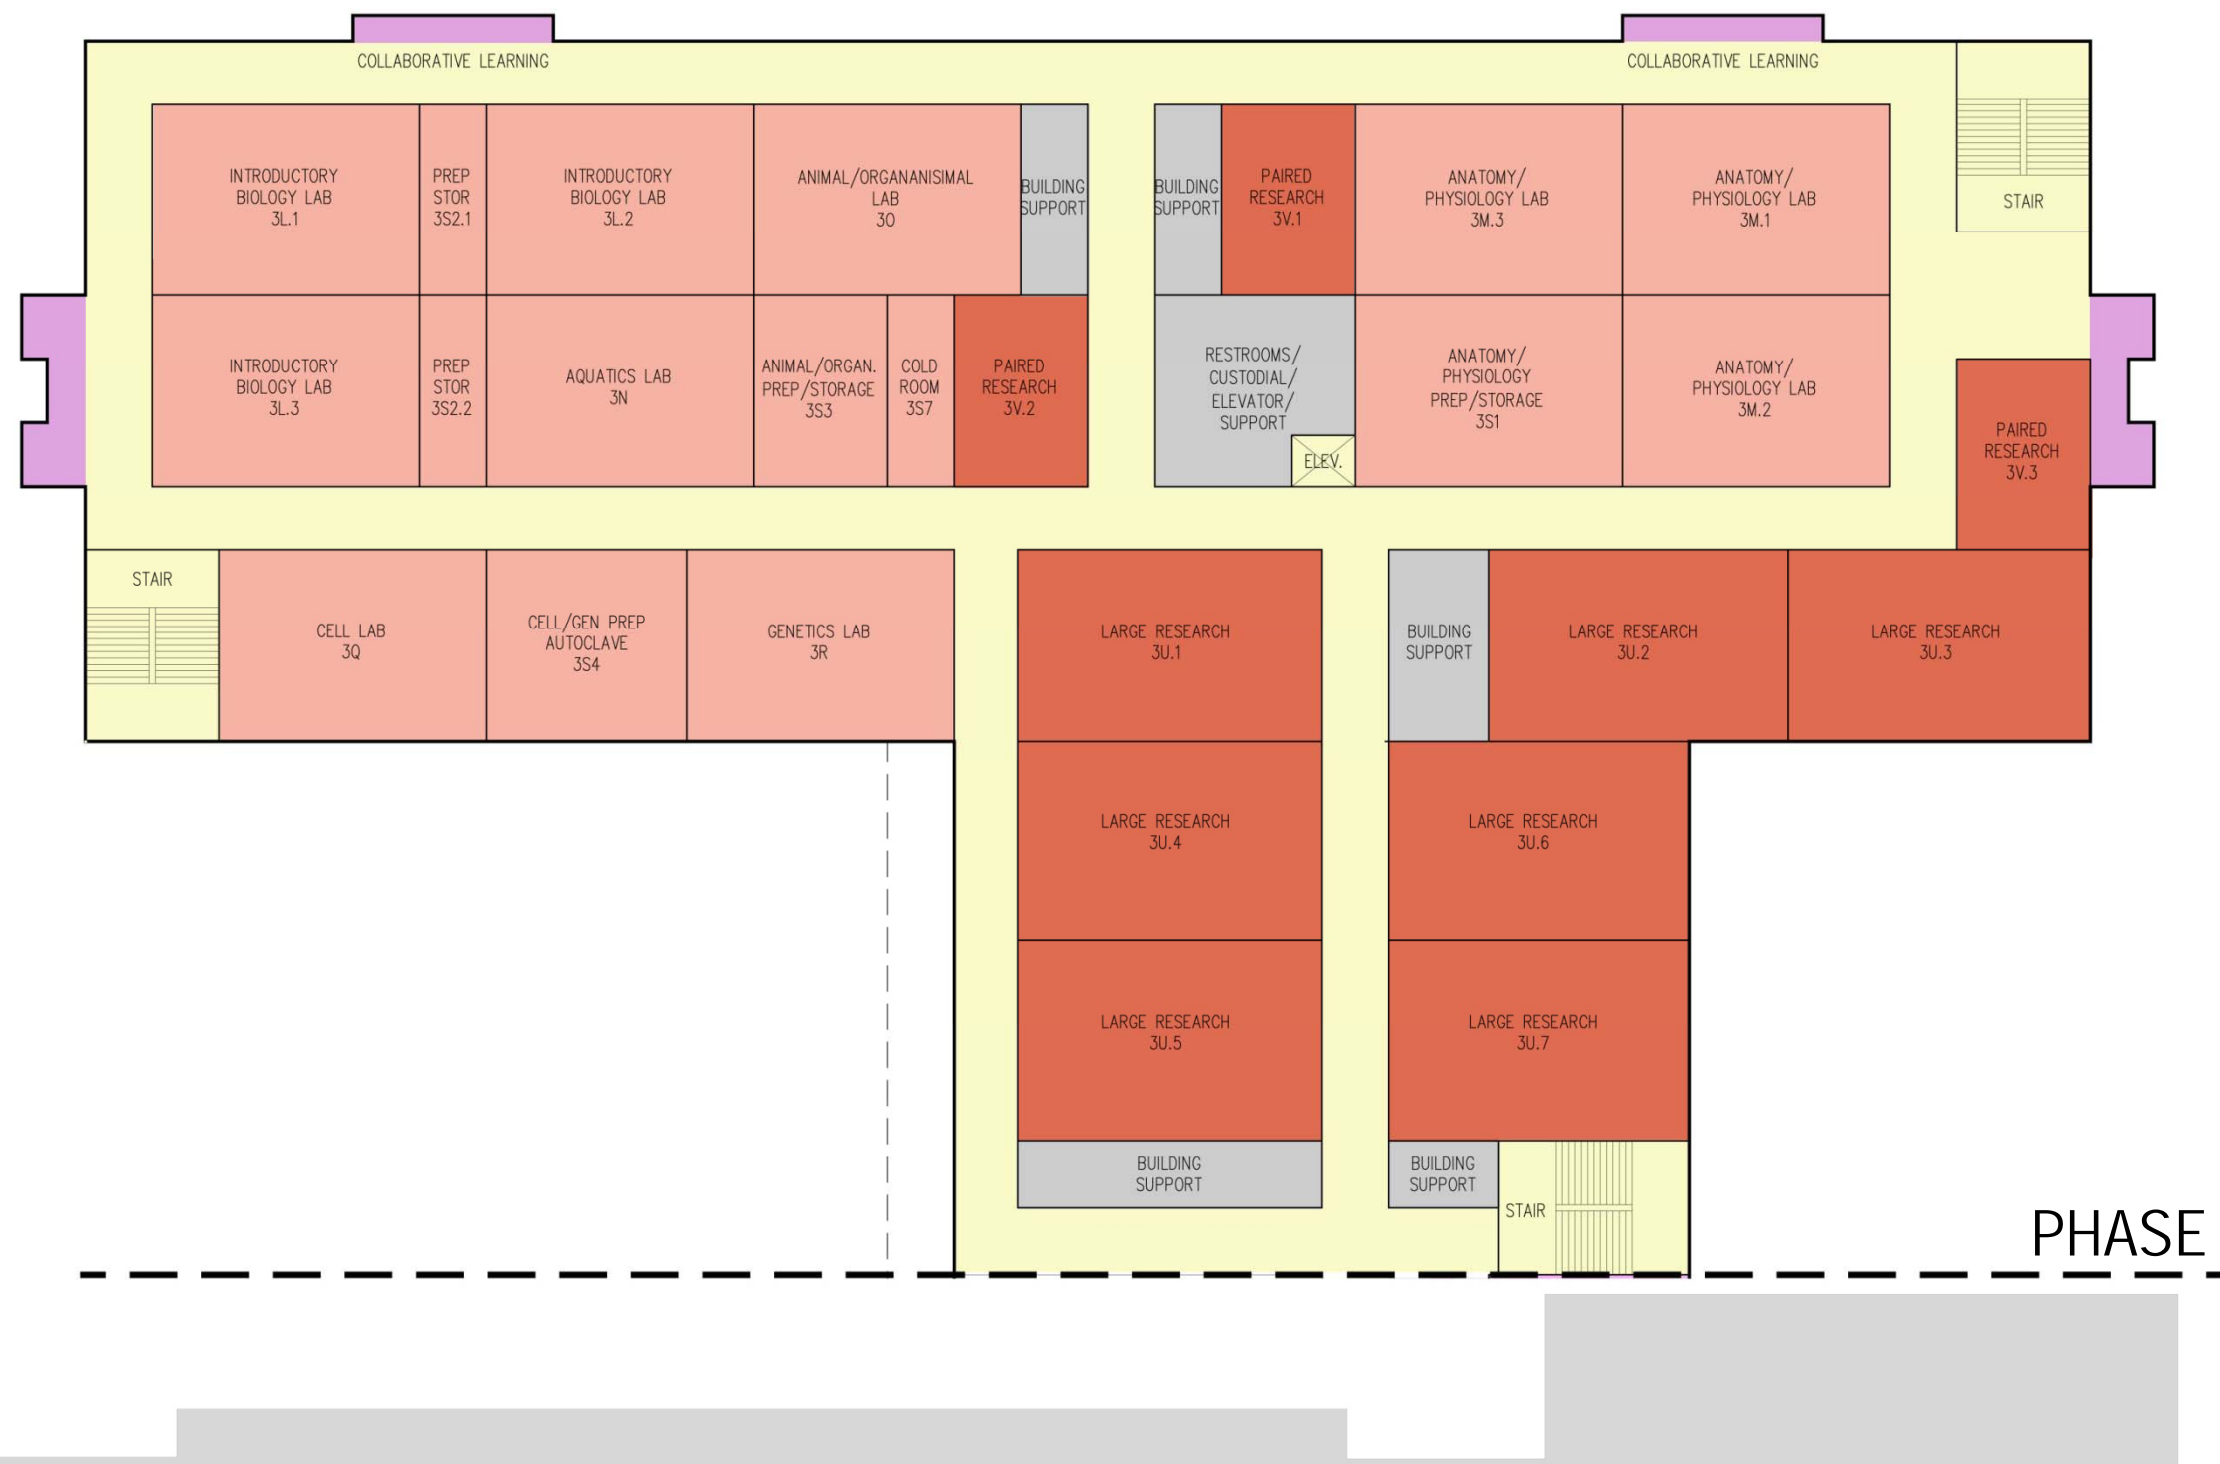 COLLABORATIVE LEARNING
COLLABORATIVE LEARNING
INTRODUCTORY
BIOLOGY LAB
3L.1
PREP
STOR
3S2.1
INTRODUCTORY
BIOLOGY LAB
3L.2
ANIMAL/ORGANANISIMAL
LAB
3O
BUILDING
SUPPORT
BUILDING
SUPPORT
PAIRED
RESEARCH
3V.1
ANATOMY/
PHYSIOLOGY LAB
3M.3
ANATOMY/
PHYSIOLOGY LAB
3M.1
STAIR
INTRODUCTORY
BIOLOGY LAB
3L.3
PREP
STOR
3S2.2
AQUATICS LAB
3N
ANIMAL/ORGAN.
PREP/STORAGE
3S3
COLD
ROOM
3S7
PAIRED
RESEARCH
3V.2
RESTROOMS/
CUSTODIAL/
ELEVATOR/
SUPPORT
ELEV.
ANATOMY/
PHYSIOLOGY
PREP/STORAGE
3S1
ANATOMY/
PHYSIOLOGY LAB
3M.2
PAIRED
RESEARCH
3V.3
STAIR
CELL LAB
3Q
CELL/GEN PREP
AUTOCLAVE
3S4
GENETICS LAB
3R
LARGE RESEARCH
3U.1
BUILDING
SUPPORT
LARGE RESEARCH
3U.2
LARGE RESEARCH
3U.3
LARGE RESEARCH
3U.4
LARGE RESEARCH
3U.6
LARGE RESEARCH
3U.5
LARGE RESEARCH
3U.7
BUILDING
SUPPORT
BUILDING
SUPPORT
STAIR
PHASE